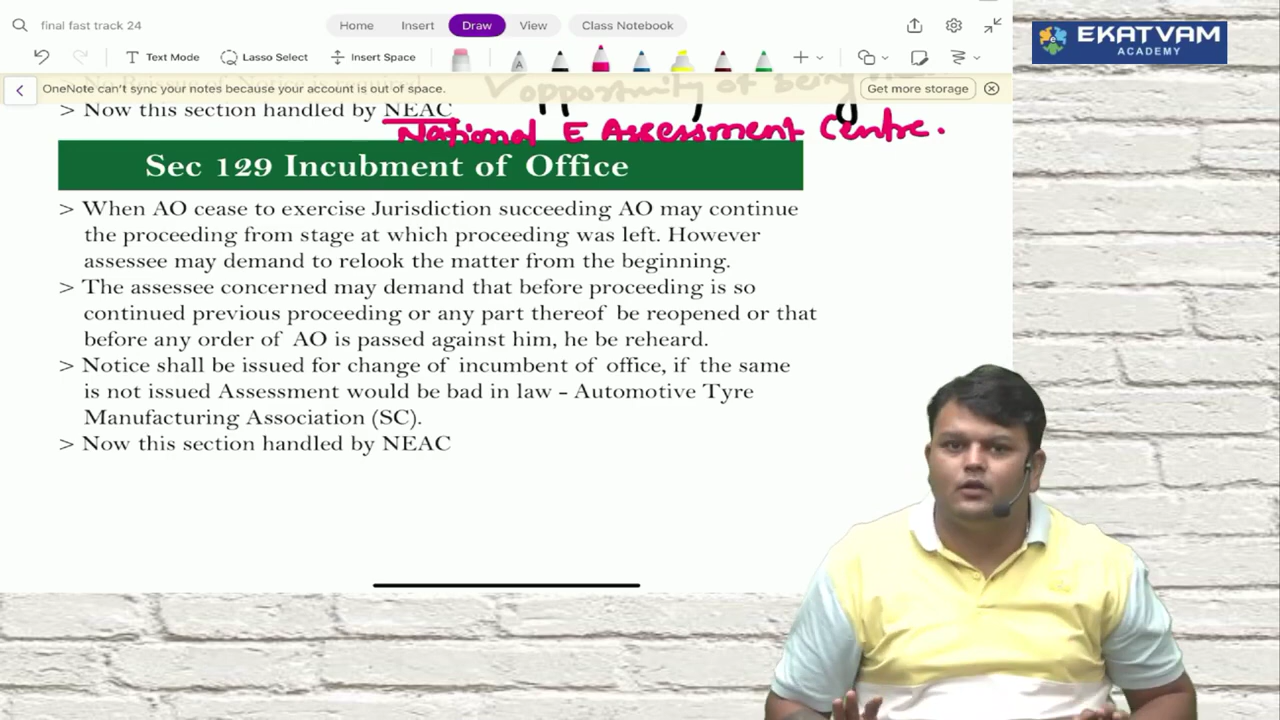 final fast track 24
Home Insert Draw View Class Notebook
EKATVAM
ACADEMY
Text Mode Lasso Select Insert Space
opportunity of being
OneNote can't sync your notes because your account is out of space. Get more storage
> Now this section handled by NEAC
National E Assessment Centre.
Sec 129 Incubment of Office
> When AO cease to exercise Jurisdiction succeeding AO may continue
the proceeding from stage at which proceeding was left. However
assessee may demand to relook the matter from the beginning.
> The assessee concerned may demand that before proceeding is so
continued previous proceeding or any part thereof be reopened or that
before any order of AO is passed against him, he be reheard.
> Notice shall be issued for change of incumbent of office, if the same
is not issued Assessment would be bad in law - Automotive Tyre
Manufacturing Association (SC).
> Now this section handled by NEAC